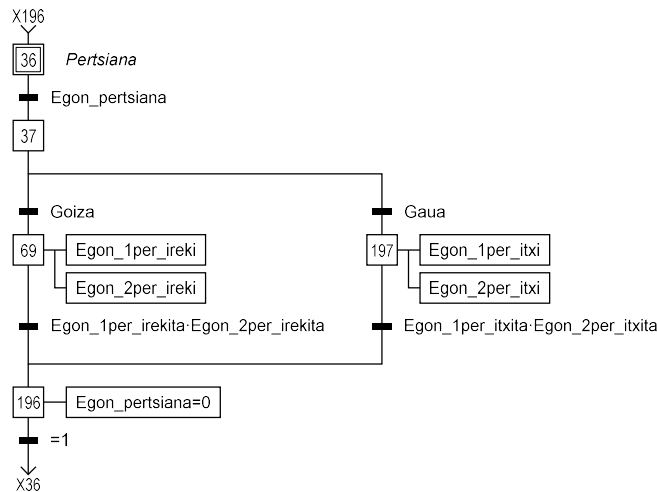 X196
36 Pertsiana
Egon_pertsiana
37
Goiza Gaua
69 Egon_1per_ireki 197 Egon_1per_itxi
Egon_2per_ireki Egon_2per_itxi
Egon_1per_irekita·Egon_2per_irekita Egon_1per_itxita·Egon_2per_itxita
196 Egon_pertsiana=0
=1
X36